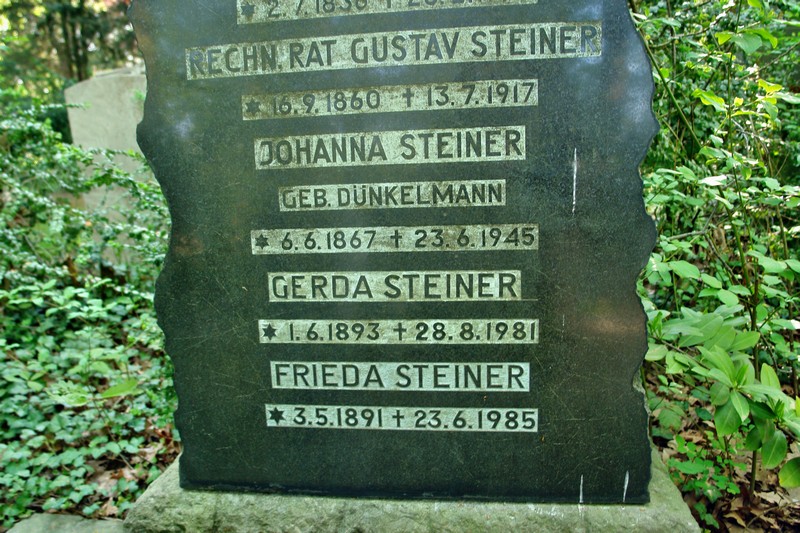 RECHN. RAT GUSTAV STEINER
✶ 16.9.1860 ✝ 13.7.1917
JOHANNA STEINER
GEB. DÜNKELMANN
✶ 6.6.1867 ✝ 23.6.1945
GERDA STEINER
✶ 1.6.1893 ✝ 28.8.1981
FRIEDA STEINER
✶ 3.5.1891 ✝ 23.6.1985